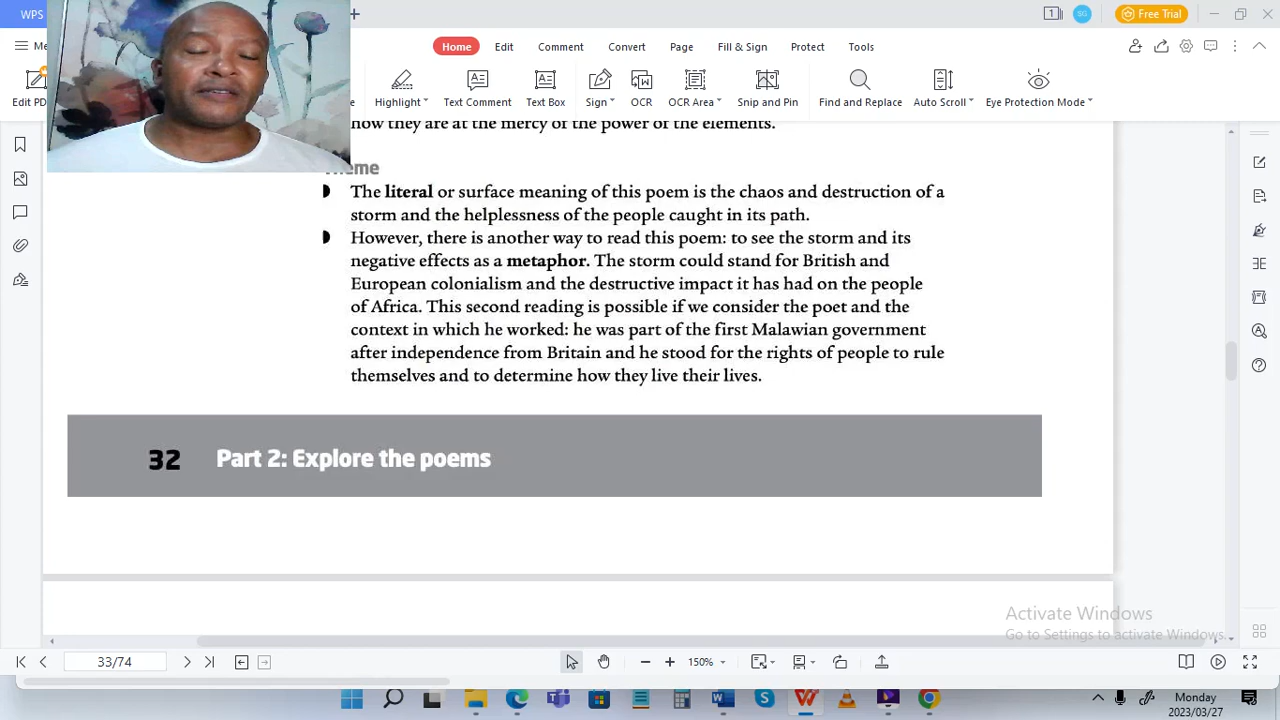 WPS
+
1
SG
Free Trial
Me
Home
Edit
Comment
Convert
Page
Fill & Sign
Protect
Tools
Edit PD
Highlight
Text Comment
Text Box
Sign
OCR
OCR Area
Snip and Pin
Find and Replace
Auto Scroll
Eye Protection Mode
how they are at the mercy of the power of the elements.
The literal or surface meaning of this poem is the chaos and destruction of a
storm and the helplessness of the people caught in its path.
However, there is another way to read this poem: to see the storm and its
negative effects as a metaphor. The storm could stand for British and
European colonialism and the destructive impact it has had on the people
of Africa. This second reading is possible if we consider the poet and the
context in which he worked: he was part of the first Malawian government
after independence from Britain and he stood for the rights of people to rule
themselves and to determine how they live their lives.
32 Part 2: Explore the poems
Activate Windows
Go to Settings to activate Windows.
33/74
150%
Monday
2023/03/27